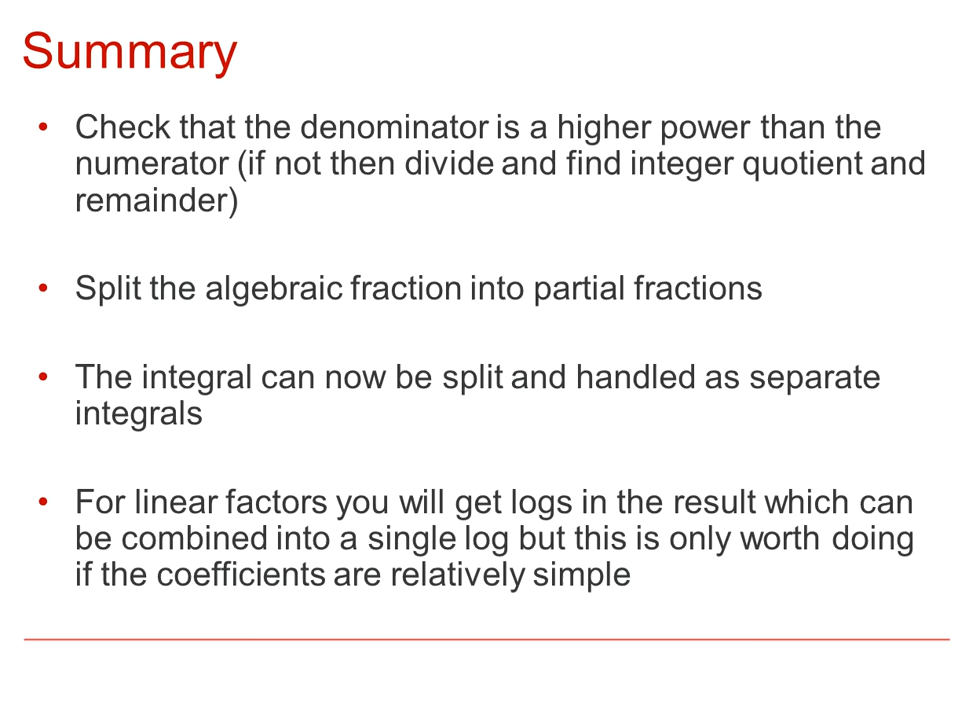 Summary
• Check that the denominator is a higher power than the
numerator (if not then divide and find integer quotient and
remainder)
• Split the algebraic fraction into partial fractions
• The integral can now be split and handled as separate
integrals
• For linear factors you will get logs in the result which can
be combined into a single log but this is only worth doing
if the coefficients are relatively simple